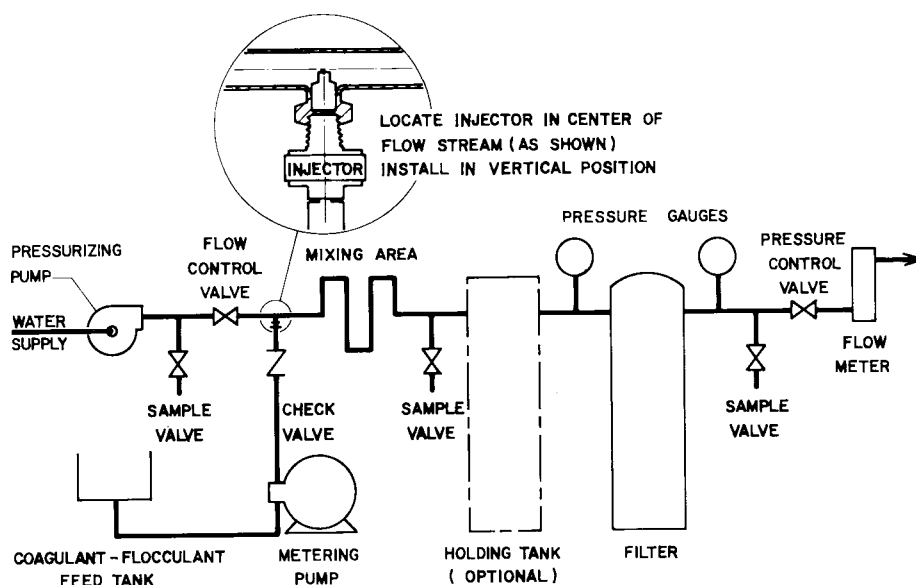 LOCATE INJECTOR IN CENTER OF
FLOW STREAM (AS SHOWN)
INSTALL IN VERTICAL POSITION
INJECTOR
PRESSURIZING
PUMP
FLOW
CONTROL
VALVE
MIXING AREA
PRESSURE GAUGES
PRESSURE
CONTROL
VALVE
WATER
SUPPLY
FLOW
METER
SAMPLE
VALVE
CHECK
VALVE
SAMPLE
VALVE
SAMPLE
VALVE
COAGULANT-FLOCCULANT
FEED TANK
METERING
PUMP
HOLDING TANK
( OPTIONAL )
FILTER